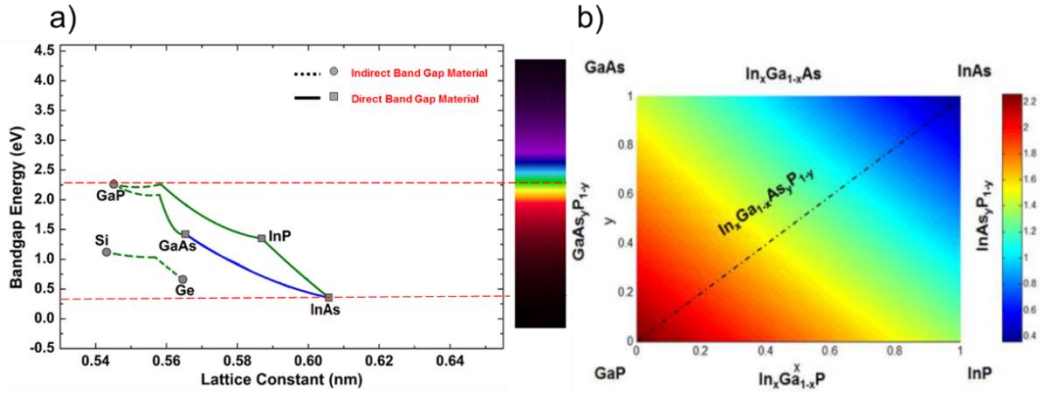 a)
b)
4.5
4.0
3.5
3.0
2.5
2.0
1.5
1.0
0.5
0.0
-0.5
Bandgap Energy (eV)
Indirect Band Gap Material
Direct Band Gap Material
GaP
Si
GaAs
Ge
InP
InAs
0.54 0.56 0.58 0.60 0.62 0.64
Lattice Constant (nm)
GaAs
InxGa1-xAs
InAs
GaAsyP1-y
y
1
0.8
0.6
0.4
0.2
0
InxGa1-xAsyP1-y
InAsyP1-y
2.2
2
1.8
1.6
1.4
1.2
1
0.8
0.6
0.4
0 0.2 0.4 0.6 0.8 1
x
GaP
InxGa1-xP
InP